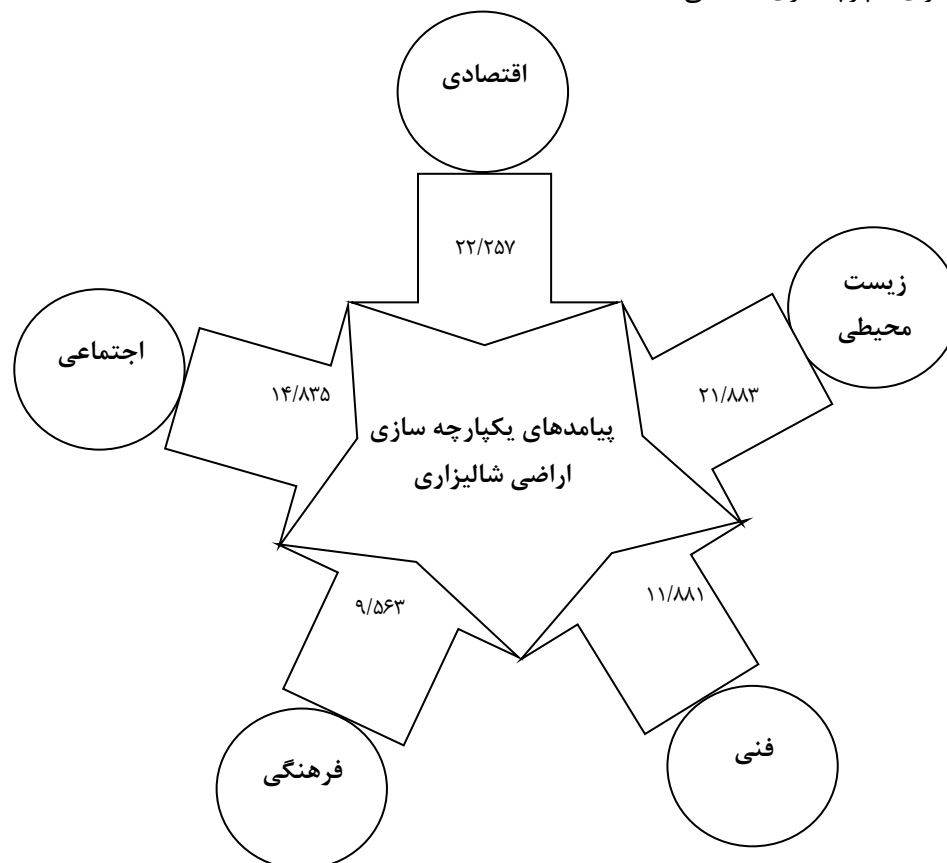 اقتصادی
۲۲/۲۵۷
زیست
محیطی
۲۱/۸۸۳
اجتماعی
۱۴/۸۳۵
پیامدهای یکپارچه سازی
اراضی شالیزاری
۹/۵۶۳
۱۱/۸۸۱
فرهنگی
فنی